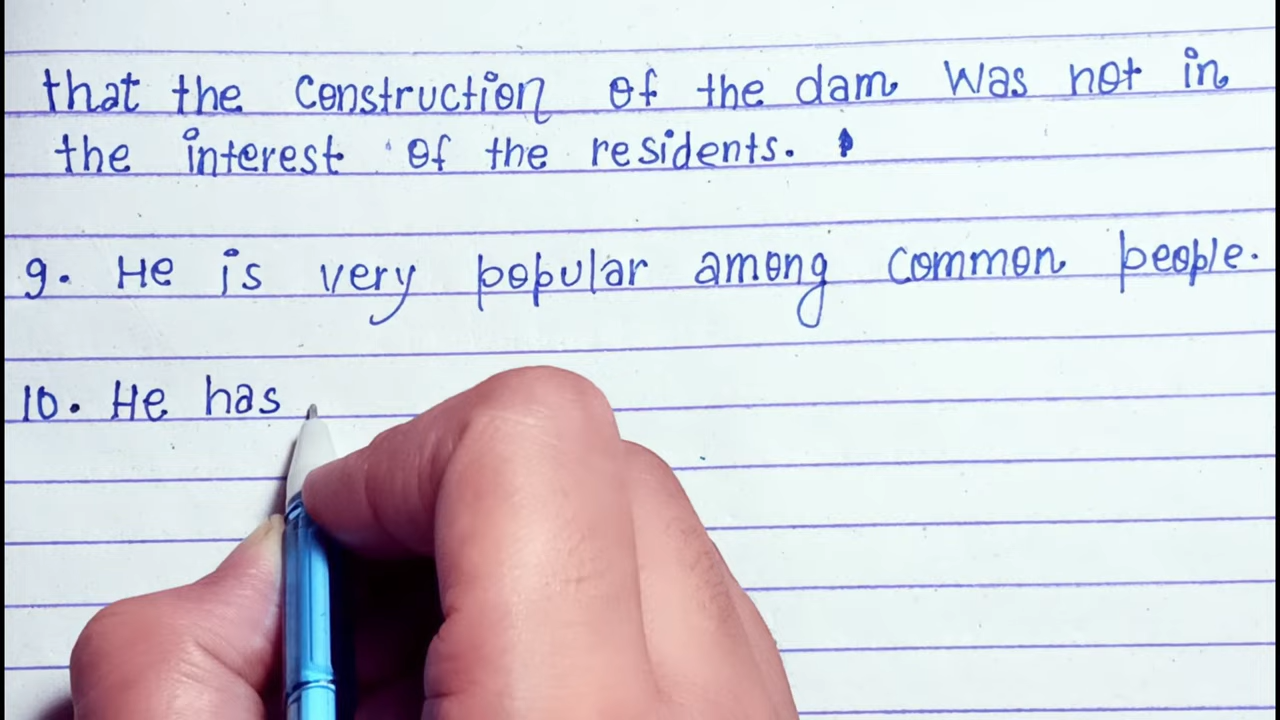 that the construction of the dam was not in
the interest of the residents.
9. He is very popular among common people.
10. He has